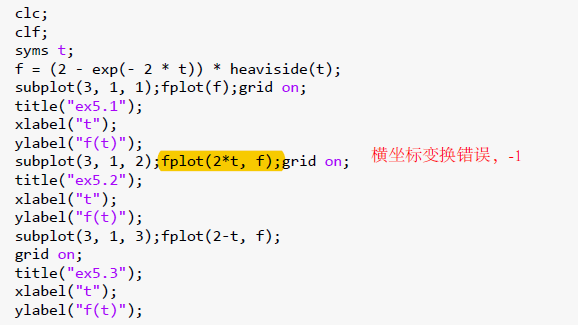 clc;
clf;
syms t;
f = (2 - exp(- 2 * t)) * heaviside(t);
subplot(3, 1, 1);fplot(f);grid on;
title("ex5.1");
xlabel("t");
ylabel("f(t)");
subplot(3, 1, 2);fplot(2*t, f);grid on; 横坐标变换错误，-1
title("ex5.2");
xlabel("t");
ylabel("f(t)");
subplot(3, 1, 3);fplot(2-t, f);
grid on;
title("ex5.3");
xlabel("t");
ylabel("f(t)");